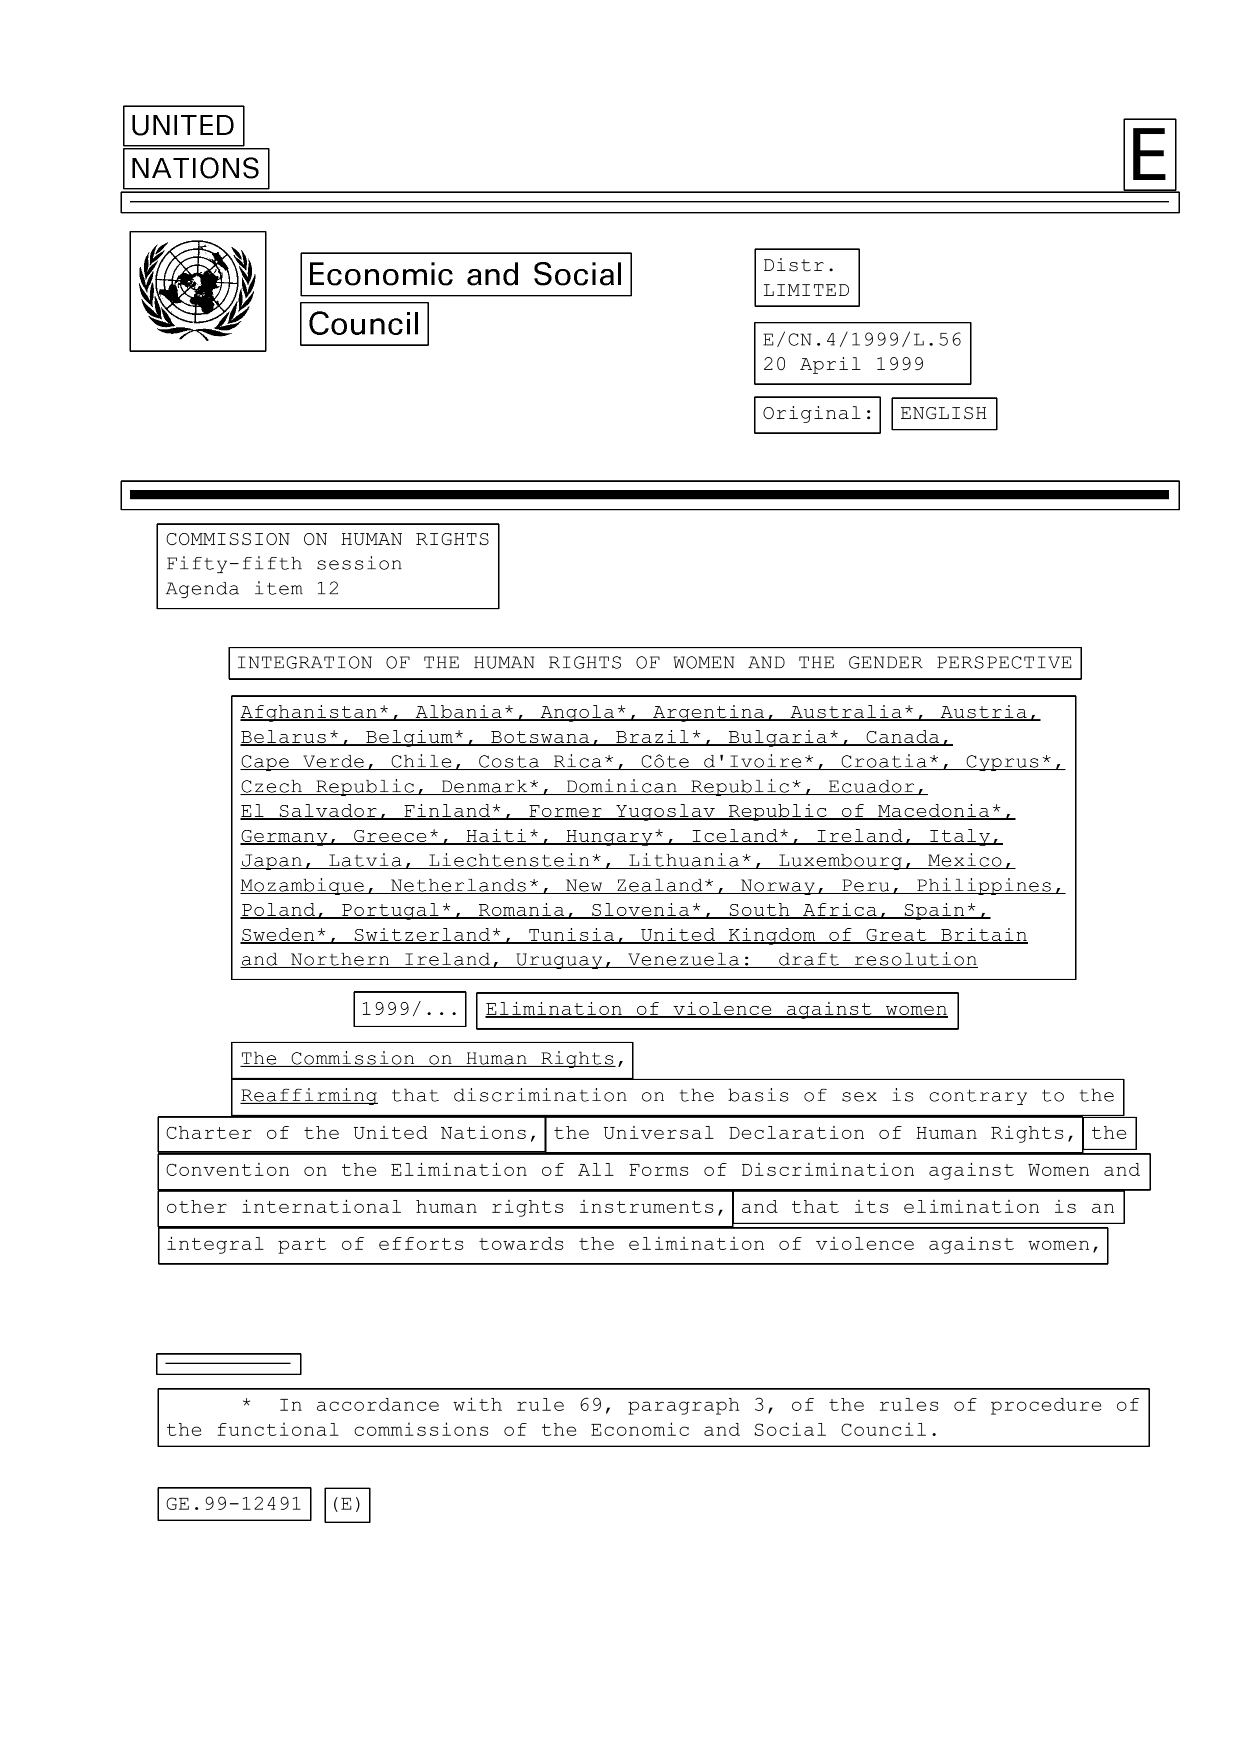 UNITED
NATIONS
E
Economic and Social
Council
Distr.
LIMITED
E/CN.4/1999/L.56
20 April 1999
Original: ENGLISH
COMMISSION ON HUMAN RIGHTS
Fifty-fifth session
Agenda item 12
INTEGRATION OF THE HUMAN RIGHTS OF WOMEN AND THE GENDER PERSPECTIVE
Afghanistan*, Albania*, Angola*, Argentina, Australia*, Austria,
Belarus*, Belgium*, Botswana, Brazil*, Bulgaria*, Canada,
Cape Verde, Chile, Costa Rica*, Côte d'Ivoire*, Croatia*, Cyprus*,
Czech Republic, Denmark*, Dominican Republic*, Ecuador,
El Salvador, Finland*, Former Yugoslav Republic of Macedonia*,
Germany, Greece*, Haiti*, Hungary*, Iceland*, Ireland, Italy,
Japan, Latvia, Liechtenstein*, Lithuania*, Luxembourg, Mexico,
Mozambique, Netherlands*, New Zealand*, Norway, Peru, Philippines,
Poland, Portugal*, Romania, Slovenia*, South Africa, Spain*,
Sweden*, Switzerland*, Tunisia, United Kingdom of Great Britain
and Northern Ireland, Uruguay, Venezuela:  draft resolution
1999/... Elimination of violence against women
The Commission on Human Rights,
Reaffirming that discrimination on the basis of sex is contrary to the
Charter of the United Nations, the Universal Declaration of Human Rights, the
Convention on the Elimination of All Forms of Discrimination against Women and
other international human rights instruments, and that its elimination is an
integral part of efforts towards the elimination of violence against women,
* In accordance with rule 69, paragraph 3, of the rules of procedure of
the functional commissions of the Economic and Social Council.
GE.99-12491 (E)